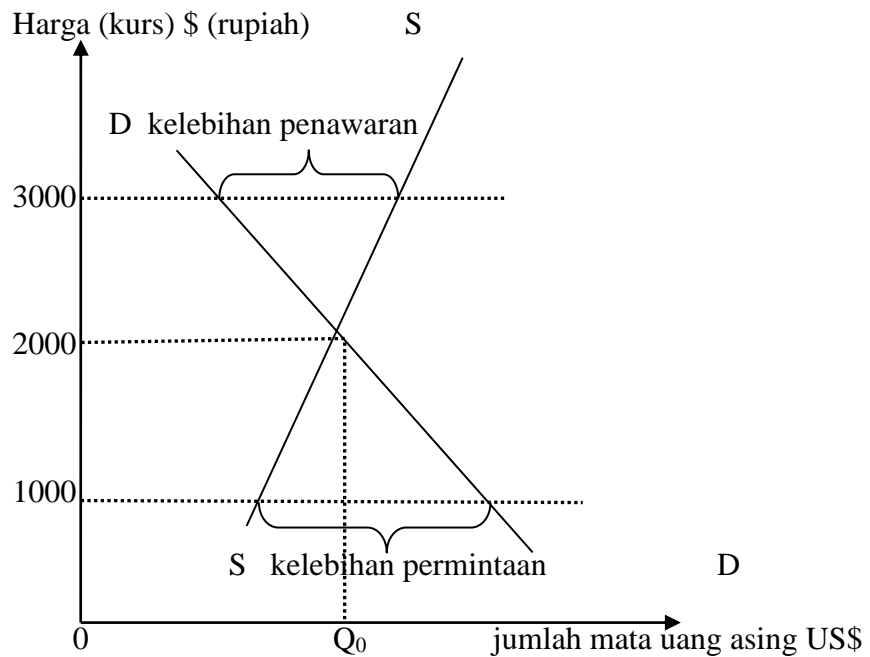 Harga (kurs) $ (rupiah) S
D kelebihan penawaran
3000
2000
1000
S kelebihan permintaan D
0 Q₀ jumlah mata uang asing US$